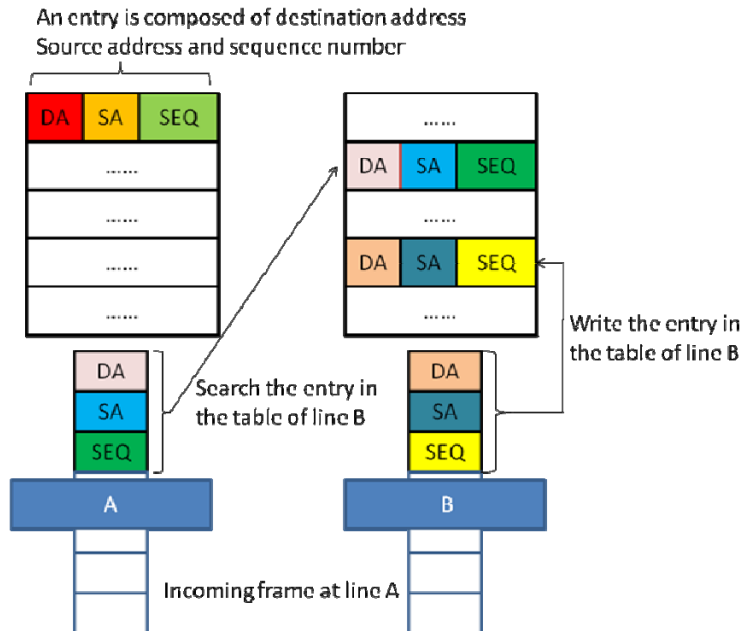 An entry is composed of destination address
Source address and sequence number
DA SA SEQ
......
......
......
......
......
DA SA SEQ
......
DA SA SEQ
......
Write the entry in
the table of line B
DA
SA
SEQ
Search the entry in
the table of line B
DA
SA
SEQ
A
B
Incoming frame at line A